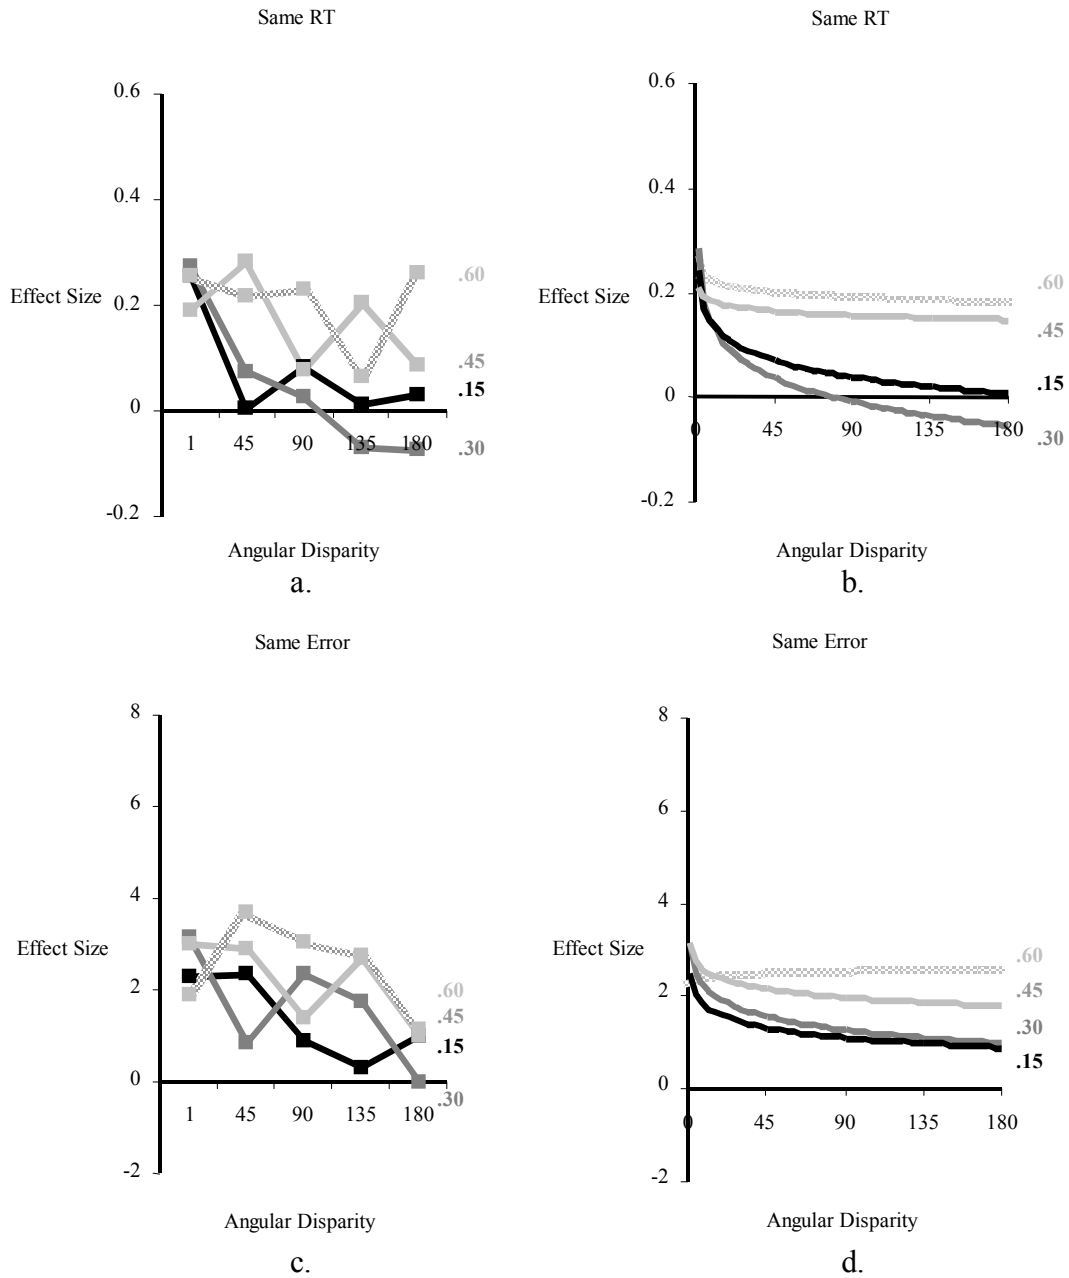 Same RT
0.6
0.4
Effect Size
0.2
0
-0.2
1 45 90 135 180
.60
.45
.15
.30
Angular Disparity
a.
Same RT
0.6
0.4
Effect Size
0.2
0
-0.2
0 45 90 135 180
.60
.45
.15
.30
Angular Disparity
b.
Same Error
8
6
4
Effect Size
2
0
-2
1 45 90 135 180
.60
.45
.15
.30
Angular Disparity
c.
Same Error
8
6
4
Effect Size
2
0
-2
0 45 90 135 180
.60
.45
.30
.15
Angular Disparity
d.